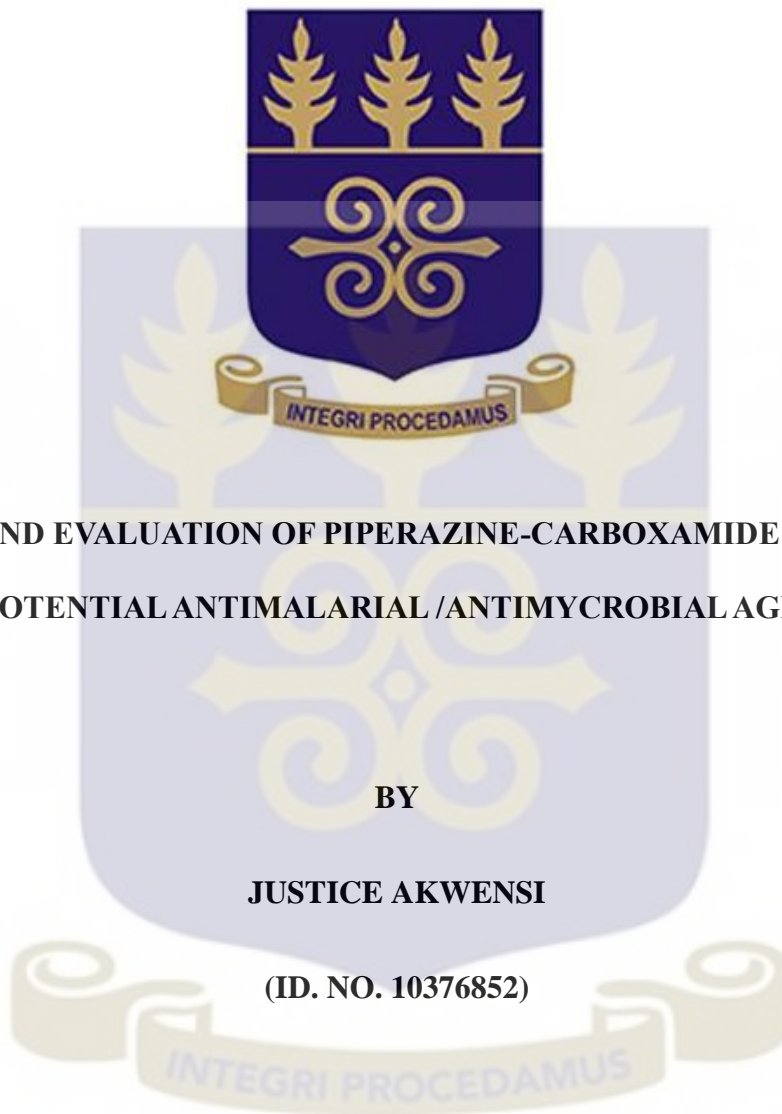 INTEGRI PROCEDAMUS
ND EVALUATION OF PIPERAZINE-CARBOXAMIDE
OTENTIAL ANTIMALARIAL /ANTIMYCROBIAL AG
BY
JUSTICE AKWENSI
(ID. NO. 10376852)
INTEGRI PROCEDAMUS